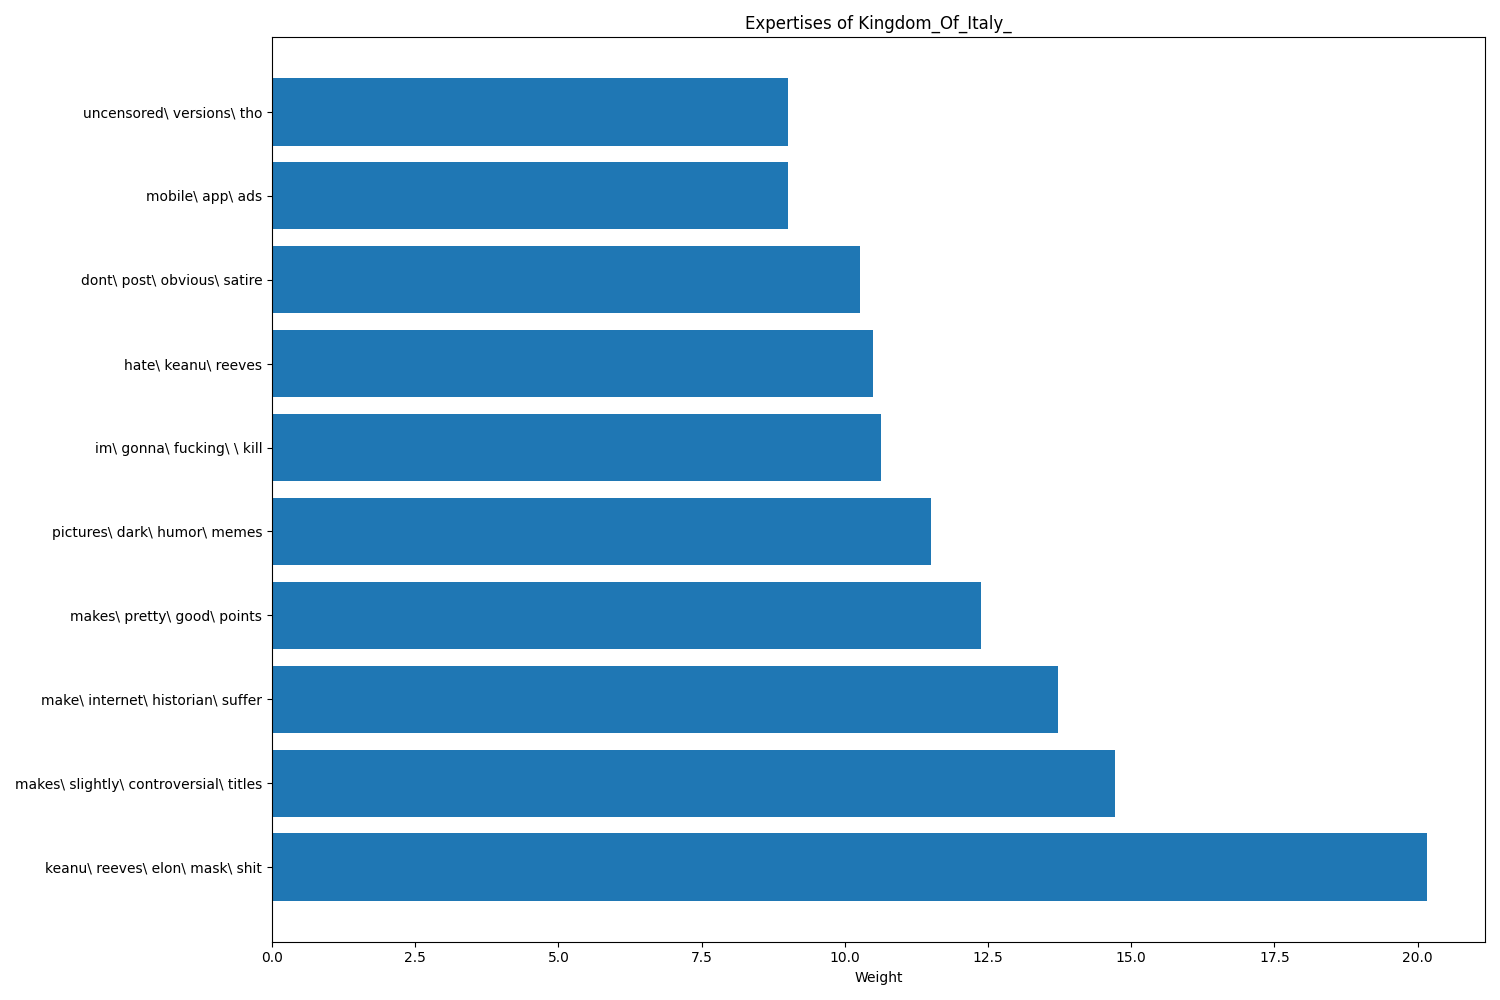 Expertises of Kingdom_Of_Italy_
uncensored\ versions\ tho
mobile\ app\ ads
dont\ post\ obvious\ satire
hate\ keanu\ reeves
im\ gonna\ fucking\ \ kill
pictures\ dark\ humor\ memes
makes\ pretty\ good\ points
make\ internet\ historian\ suffer
makes\ slightly\ controversial\ titles
keanu\ reeves\ elon\ mask\ shit
0.0 2.5 5.0 7.5 10.0 12.5 15.0 17.5 20.0
Weight